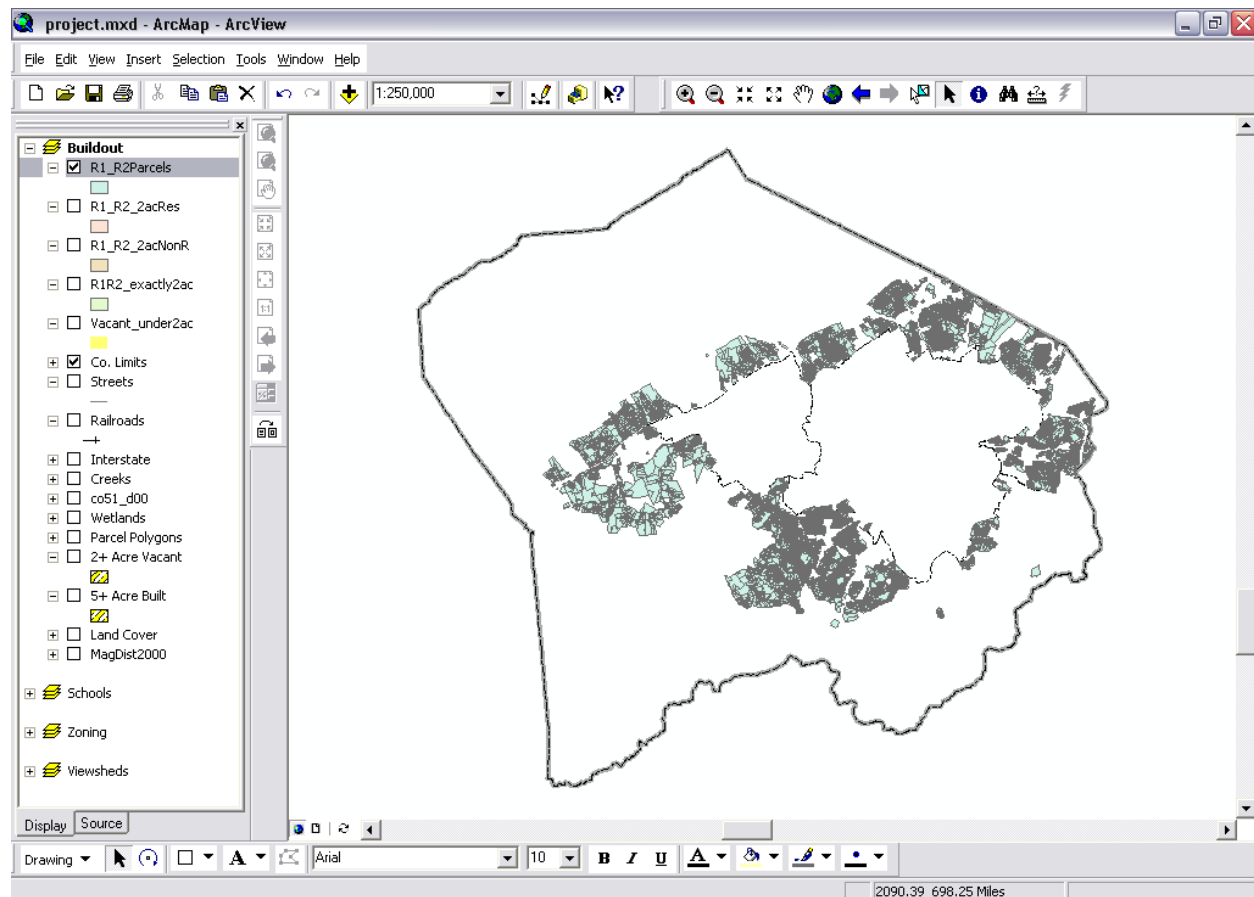 project.mxd - ArcMap - ArcView
File Edit View Insert Selection Tools Window Help
1:250,000
Buildout
R1_R2Parcels
R1_R2_2acRes
R1_R2_2acNonR
R1R2_exactly2ac
Vacant_under2ac
Co. Limits
Streets
Railroads
Interstate
Creeks
co51_d00
Wetlands
Parcel Polygons
2+ Acre Vacant
5+ Acre Built
Land Cover
MagDist2000
Schools
Zoning
Viewsheds
1:1
Display Source
Drawing A Arial 10 B I U A
2090.39 698.25 Miles